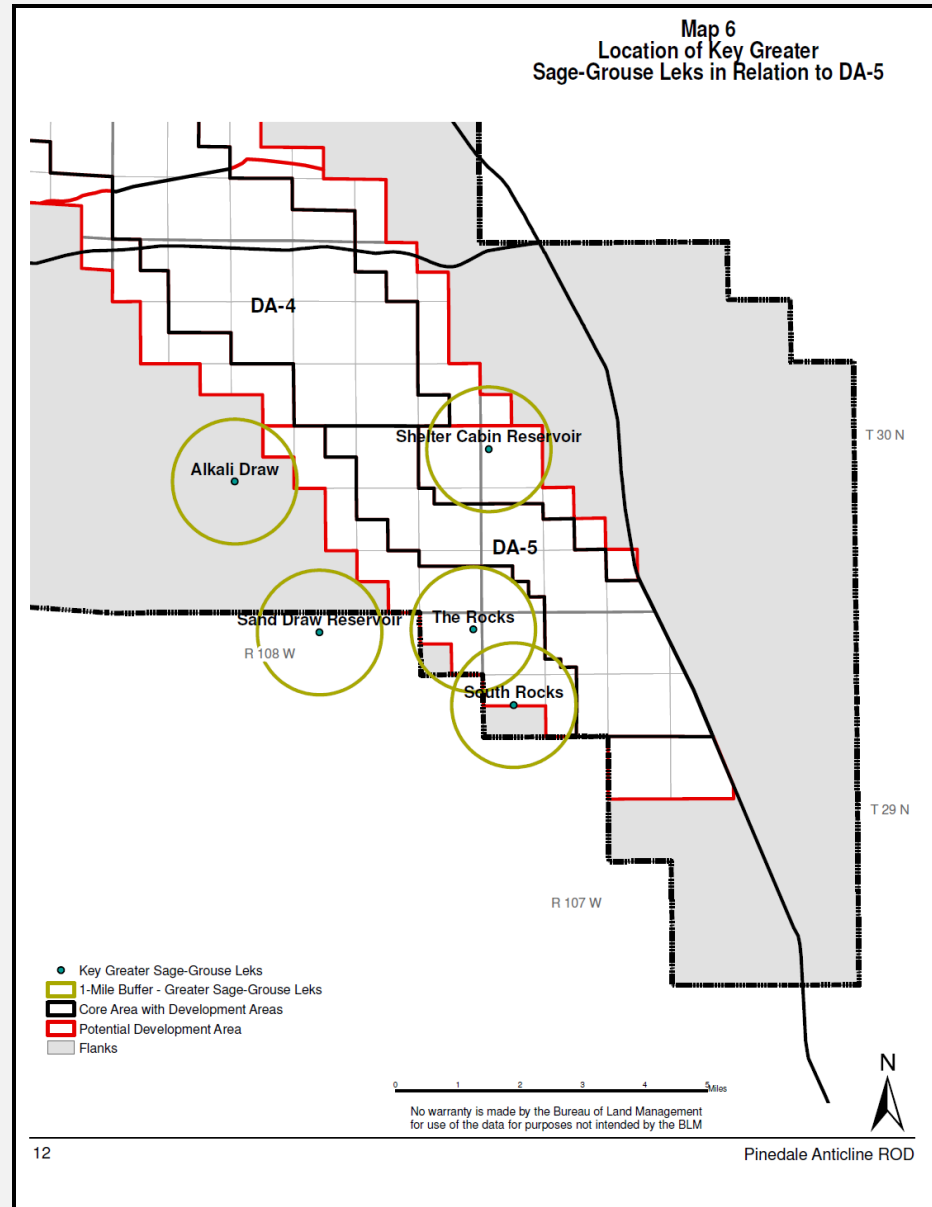 Map 6
Location of Key Greater
Sage-Grouse Leks in Relation to DA-5
DA-4
T 30 N
Shelter Cabin Reservoir
Alkali Draw
DA-5
Sand Draw Reservoir
The Rocks
R 108 W
South Rocks
T 29 N
R 107 W
Key Greater Sage-Grouse Leks
1-Mile Buffer - Greater Sage-Grouse Leks
Core Area with Development Areas
Potential Development Area
Flanks
N
0 1 2 3 4 5 Miles
No warranty is made by the Bureau of Land Management
for use of the data for purposes not intended by the BLM
12
Pinedale Anticline ROD